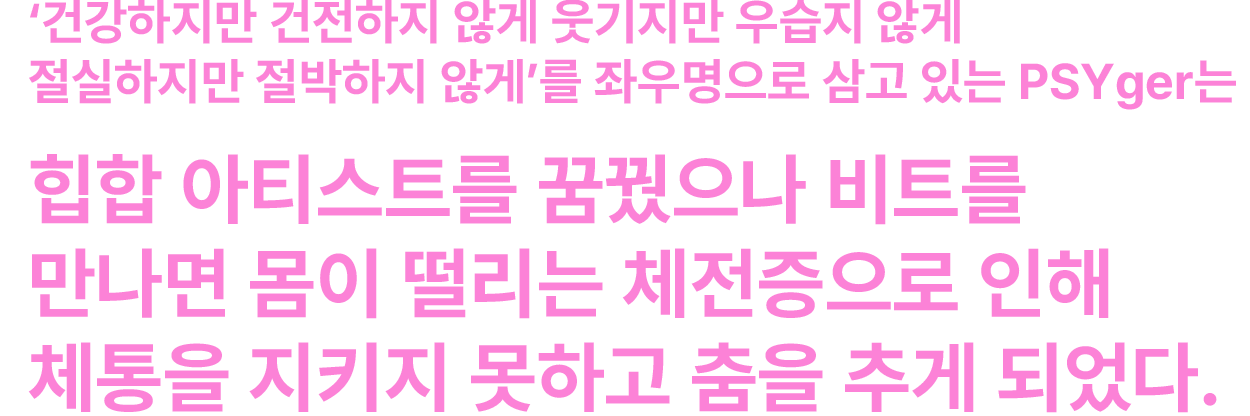 ‘건강하지만 건전하지 않게 웃기지만 우습지 않게
절실하지만 절박하지 않게’를 좌우명으로 삼고 있는 PSYger는
힙합 아티스트를 꿈꿨으나 비트를
만나면 몸이 떨리는 체전증으로 인해
체통을 지키지 못하고 춤을 추게 되었다.